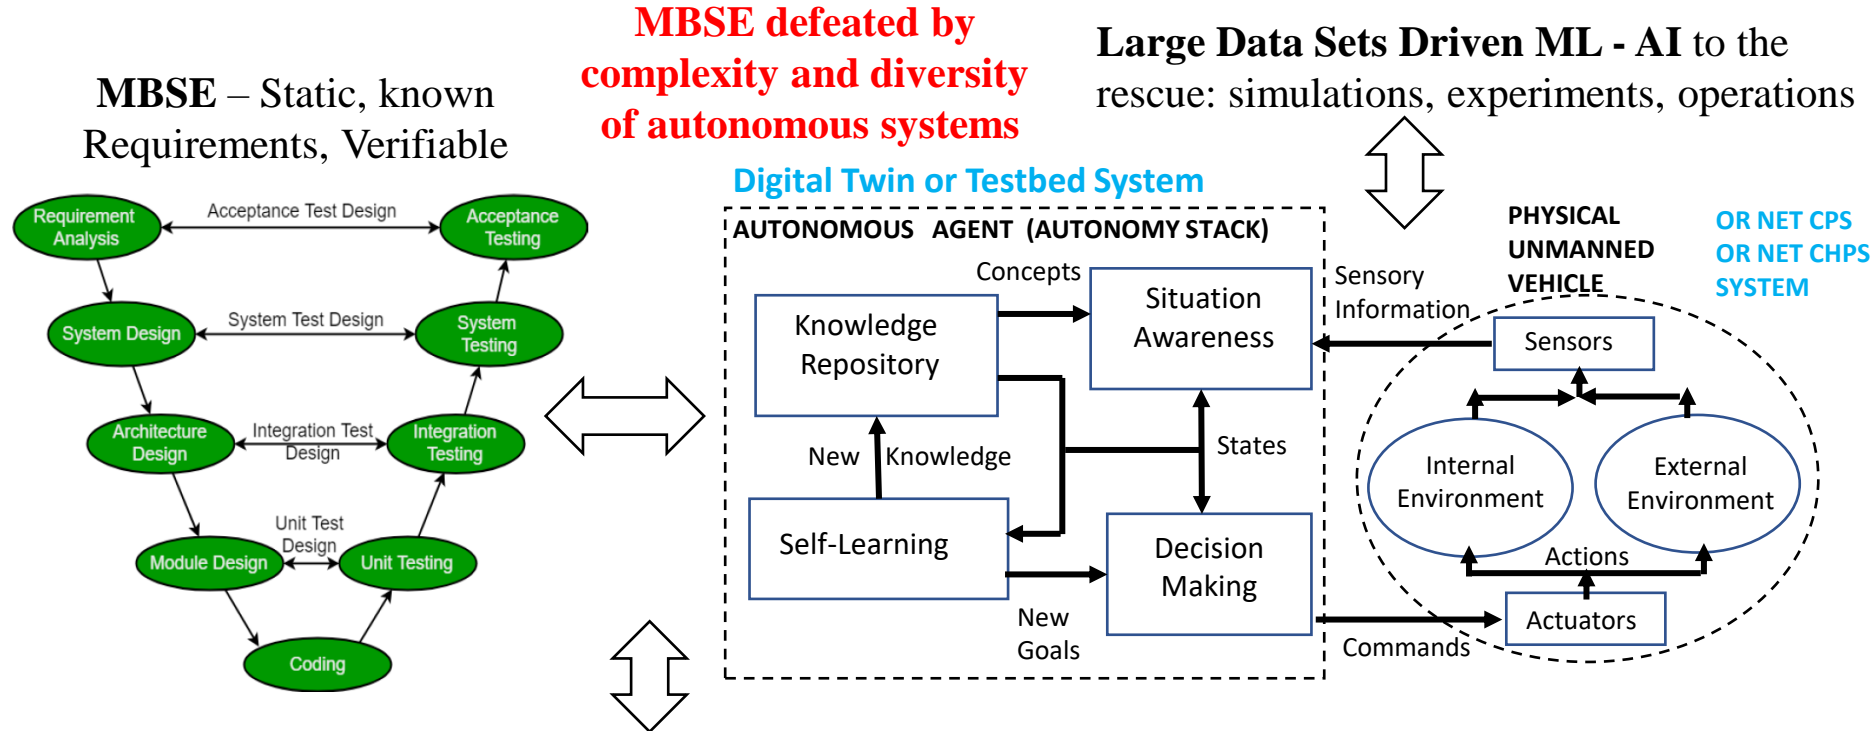 MBSE defeated by
complexity and diversity
of autonomous systems
Large Data Sets Driven ML - AI to the
rescue: simulations, experiments, operations
MBSE – Static, known
Requirements, Verifiable
Requirement
Analysis
Acceptance Test Design
Acceptance
Testing
System Design
System Test Design
System
Testing
Architecture
Design
Integration Test
Design
Integration
Testing
Module Design
Unit Test
Design
Unit Testing
Coding
Digital Twin or Testbed System
AUTONOMOUS AGENT (AUTONOMY STACK)
Concepts
Knowledge
Repository
Situation
Awareness
New Knowledge
States
Self-Learning
Decision
Making
New
Goals
Sensory
Information
Commands
PHYSICAL
UNMANNED
VEHICLE
OR NET CPS
OR NET CHPS
SYSTEM
Sensors
Internal
Environment
External
Environment
Actions
Actuators